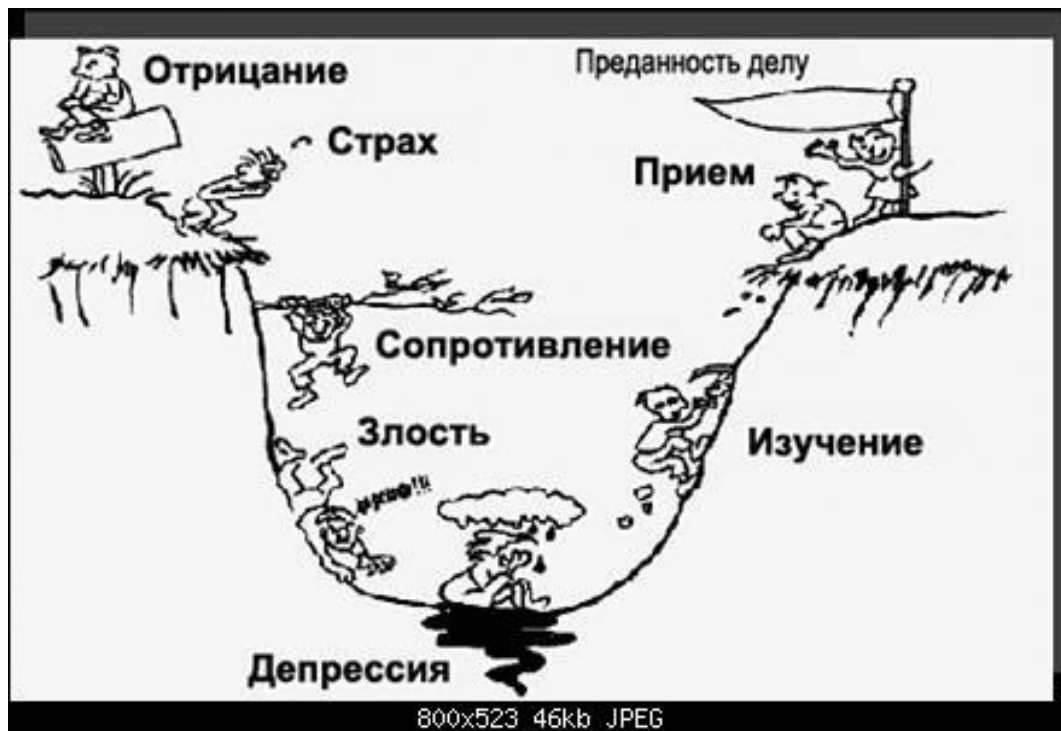 Отрицание
Страх
Сопротивление
Злость
Депрессия
Изучение
Прием
Преданность делу
800x523 46kb JPEG